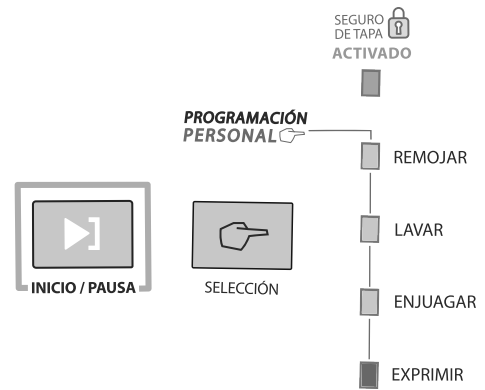 SEGURO
DE TAPA
ACTIVADO
PROGRAMACIÓN
PERSONAL
REMOJAR
LAVAR
ENJUAGAR
EXPRIMIR
INICIO / PAUSA
SELECCIÓN